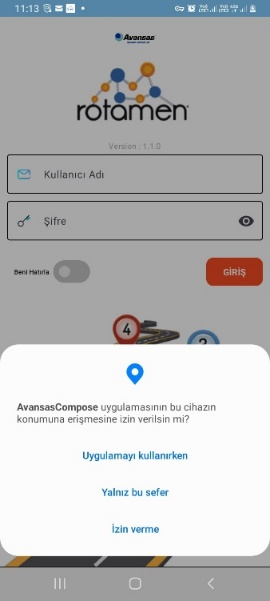 11:13
Avansas
rotamen
Version : 1.1.0
Kullanıcı Adı
Şifre
Beni Hatırla
GİRİŞ
4
AvansasCompose uygulamasının bu cihazın
konumuna erişmesine izin verilsin mi?
Uygulamayı kullanırken
Yalnız bu sefer
İzin verme